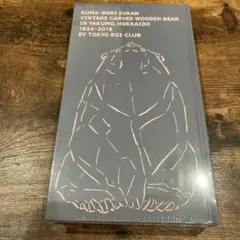 KUMA-BORI ZUKAN
VINTAGE CARVED WOODEN BEAR
IN YAKUMO, HOKKAIDO
1924-2019
BY TOKYO 903 CLUB